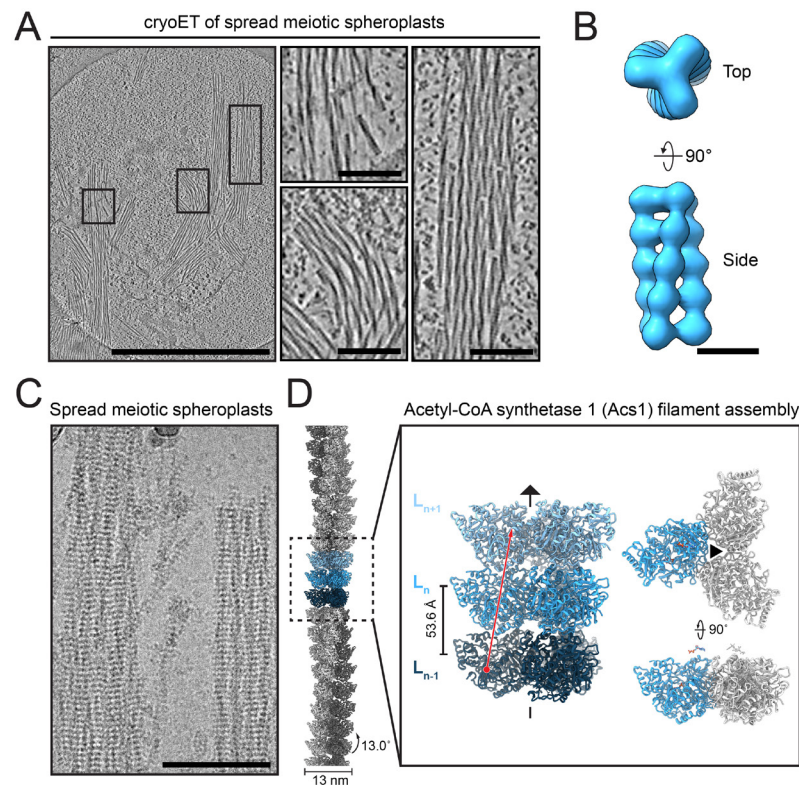 A
cryoET of spread meiotic spheroplasts
B
Top
90°
Side
C
Spread meiotic spheroplasts
D
Acetyl-CoA synthetase 1 (Acs1) filament assembly
Ln+1
Ln
53.6 Å
Ln-1
90°
13.0°
13 nm